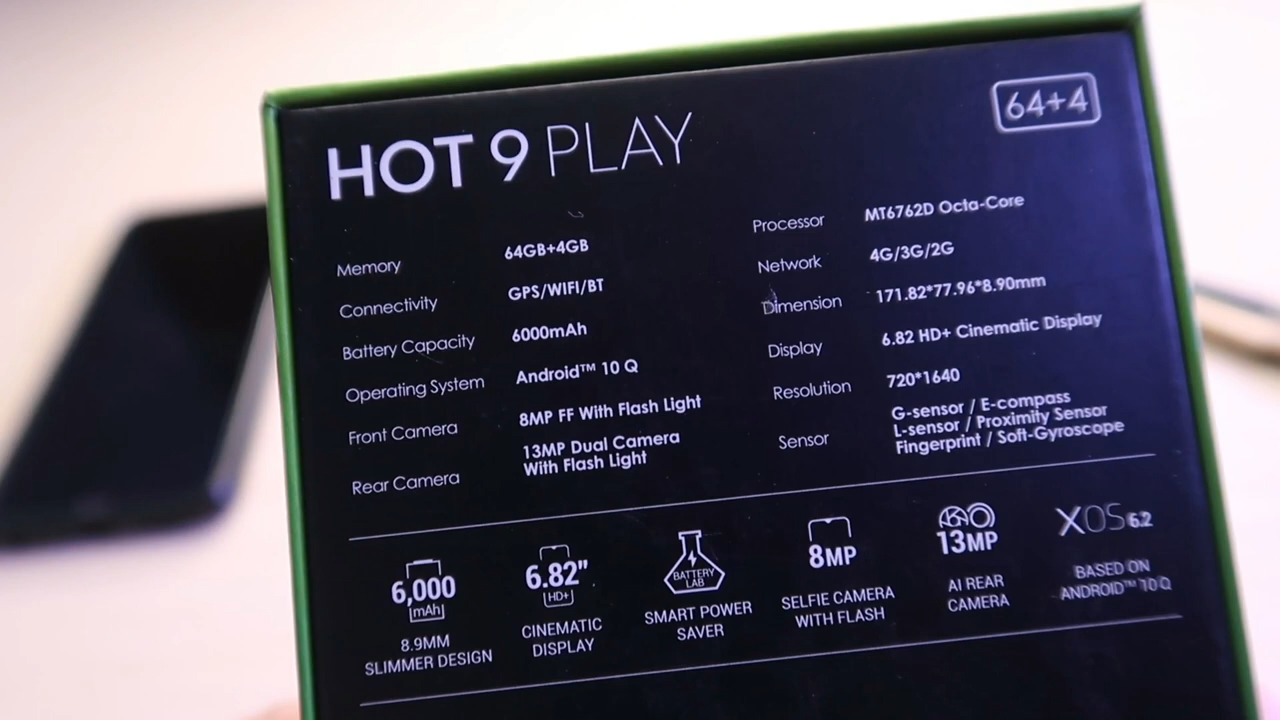 HOT 9 PLAY
64+4
Memory 64GB+4GB
Connectivity GPS/WIFI/BT
Battery Capacity 6000mAh
Operating System Android™ 10 Q
Front Camera 8MP FF With Flash Light
Rear Camera 13MP Dual Camera
With Flash Light
Processor MT6762D Octa-Core
Network 4G/3G/2G
Dimension 171.82*77.96*8.90mm
Display 6.82 HD+ Cinematic Display
Resolution 720*1640
Sensor G-sensor / E-compass
L-sensor / Proximity Sensor
Fingerprint / Soft-Gyroscope
6,000
mAh
8.9MM
SLIMMER DESIGN
6.82"
HD+
CINEMATIC
DISPLAY
BATTERY
LAB
SMART POWER
SAVER
8MP
SELFIE CAMERA
WITH FLASH
13MP
AI REAR
CAMERA
XOS 6.2
BASED ON
ANDROID™ 10 Q